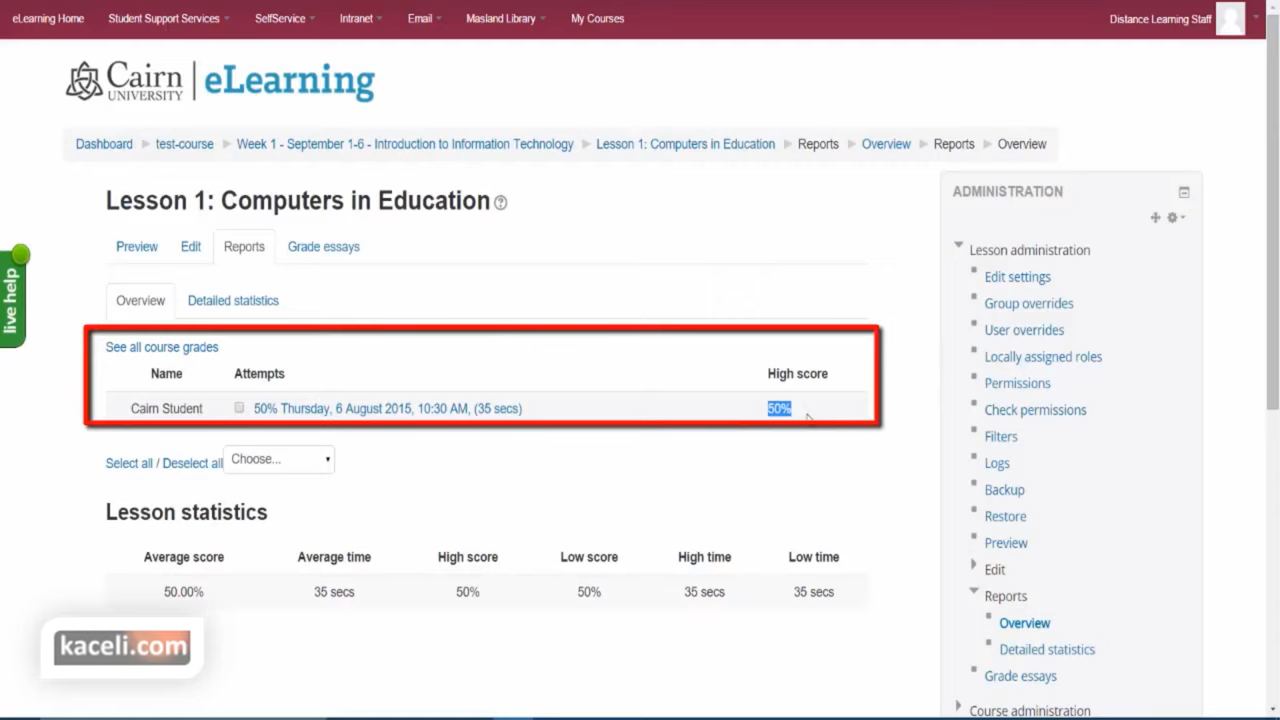 eLearning Home Student Support Services SelfService Intranet Email Masland Library My Courses Distance Learning Staff
Cairn UNIVERSITY eLearning
Dashboard test-course Week 1 - September 1-6 - Introduction to Information Technology Lesson 1: Computers in Education Reports Overview Reports Overview
Lesson 1: Computers in Education
Preview Edit Reports Grade essays
Overview Detailed statistics
See all course grades
Name Attempts High score
Cairn Student 50% Thursday, 6 August 2015, 10:30 AM, (35 secs) 50%
Select all / Deselect all Choose...
Lesson statistics
Average score Average time High score Low score High time Low time
50.00% 35 secs 50% 50% 35 secs 35 secs
live help
kaceli.com
ADMINISTRATION
Lesson administration
Edit settings
Group overrides
User overrides
Locally assigned roles
Permissions
Check permissions
Filters
Logs
Backup
Restore
Preview
Edit
Reports
Overview
Detailed statistics
Grade essays
Course administration